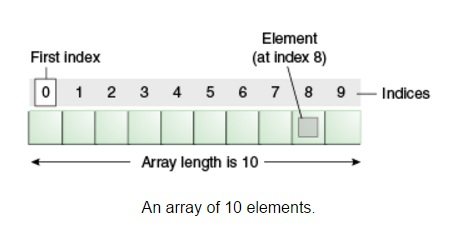 Element
First index
(at index 8)
0 1 2 3 4 5 6 7 8 9
Indices
Array length is 10
An array of 10 elements.